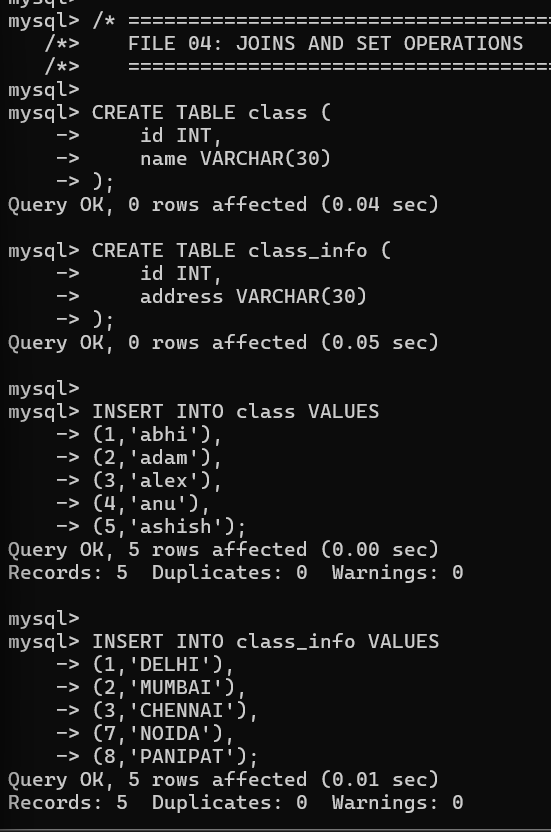 mysql>
mysql> /* ===================================
   /*>    FILE 04: JOINS AND SET OPERATIONS
   /*>    ===================================
mysql>
mysql> CREATE TABLE class (
    ->     id INT,
    ->     name VARCHAR(30)
    -> );
Query OK, 0 rows affected (0.04 sec)

mysql> CREATE TABLE class_info (
    ->     id INT,
    ->     address VARCHAR(30)
    -> );
Query OK, 0 rows affected (0.05 sec)

mysql>
mysql> INSERT INTO class VALUES
    -> (1,'abhi'),
    -> (2,'adam'),
    -> (3,'alex'),
    -> (4,'anu'),
    -> (5,'ashish');
Query OK, 5 rows affected (0.00 sec)
Records: 5  Duplicates: 0  Warnings: 0

mysql>
mysql> INSERT INTO class_info VALUES
    -> (1,'DELHI'),
    -> (2,'MUMBAI'),
    -> (3,'CHENNAI'),
    -> (7,'NOIDA'),
    -> (8,'PANIPAT');
Query OK, 5 rows affected (0.01 sec)
Records: 5  Duplicates: 0  Warnings: 0